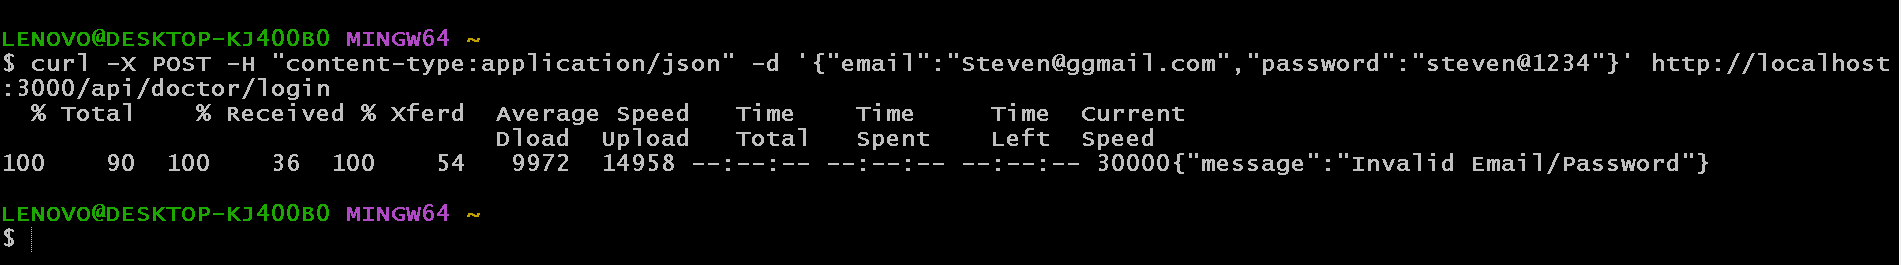 LENOVO@DESKTOP-KJ400B0 MINGW64 ~
$ curl -X POST -H "content-type:application/json" -d '{"email":"Steven@ggmail.com","password":"steven@1234"}' http://localhost
:3000/api/doctor/login
  % Total    % Received % Xferd  Average Speed   Time    Time     Time  Current
                                 Dload  Upload   Total   Spent    Left  Speed
100    90  100    36  100    54   9972  14958 --:--:-- --:--:-- --:--:-- 30000{"message":"Invalid Email/Password"}
LENOVO@DESKTOP-KJ400B0 MINGW64 ~
$